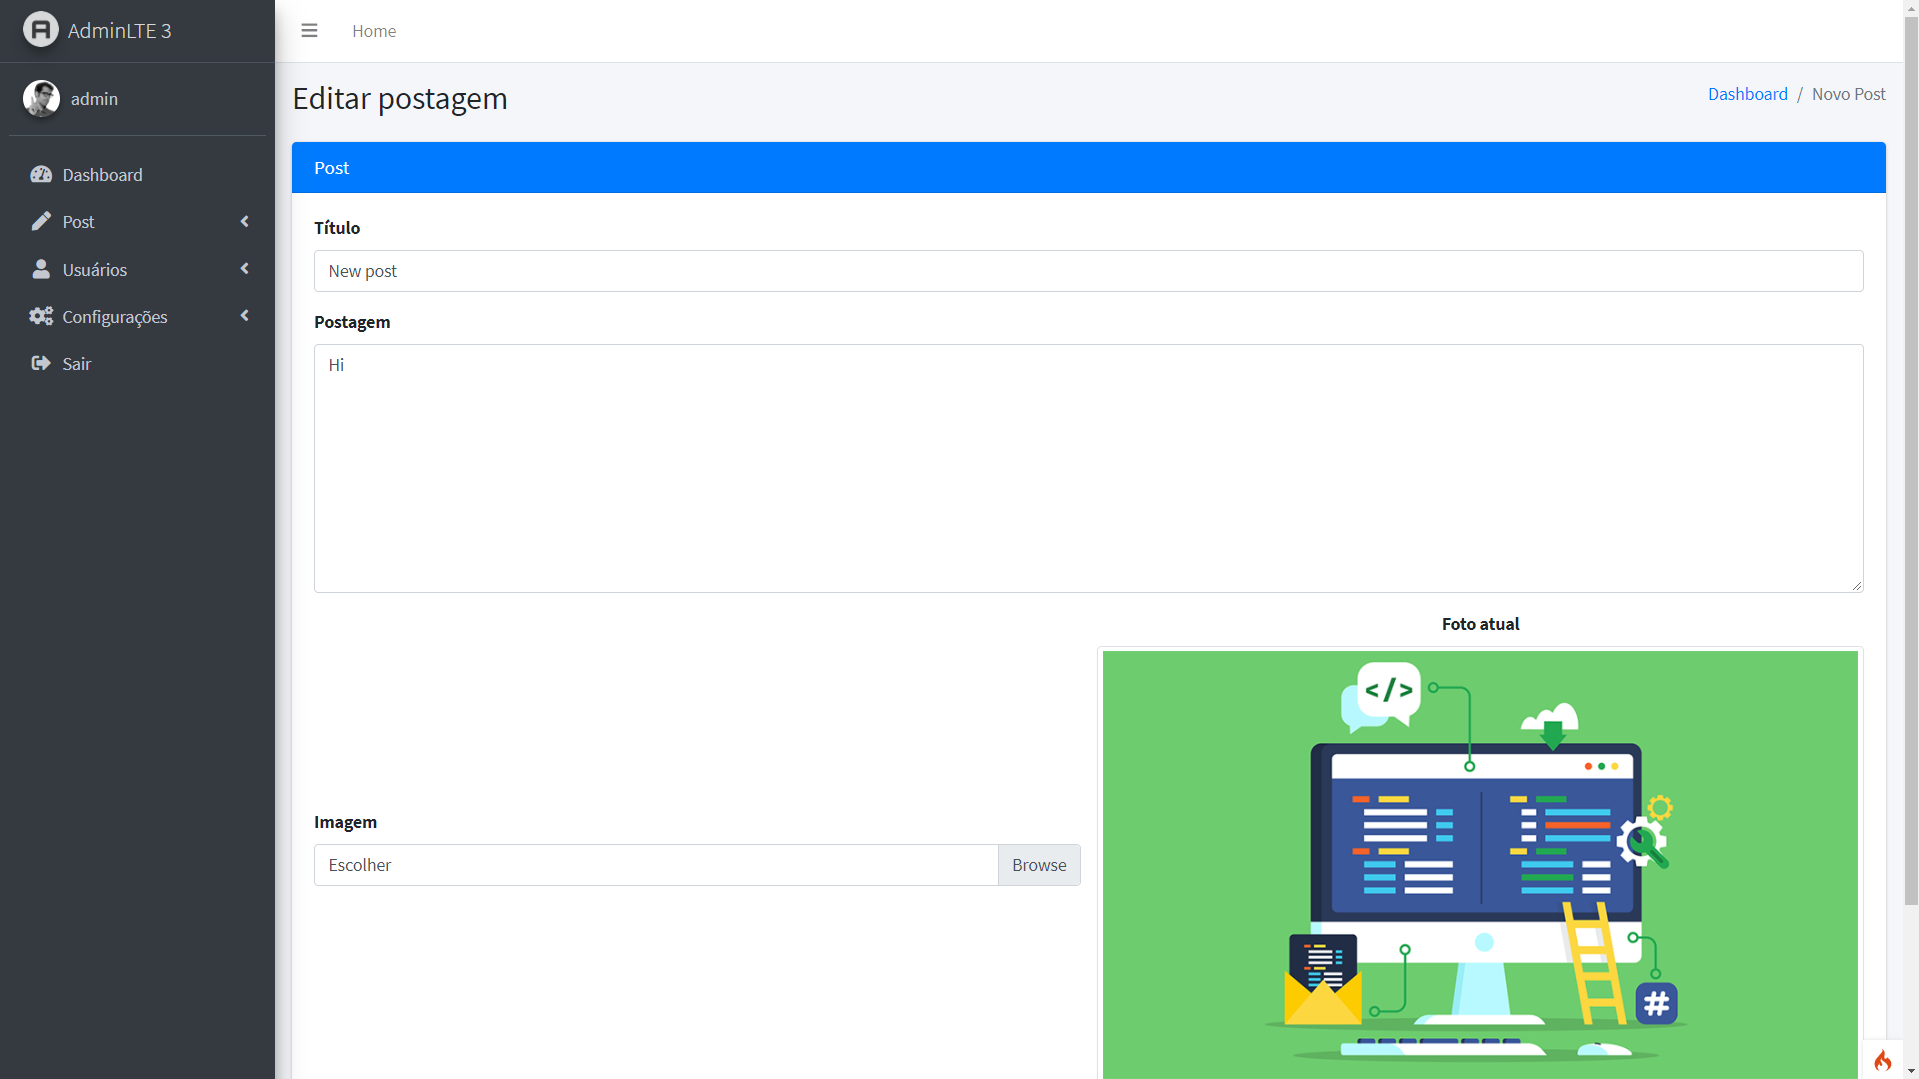 AdminLTE 3
Home
admin
Editar postagem
Dashboard / Novo Post
Dashboard
Post
Usuários
Configurações
Sair
Post
Título
New post
Postagem
Hi
Foto atual
Imagem
Escolher
Browse
</>
#